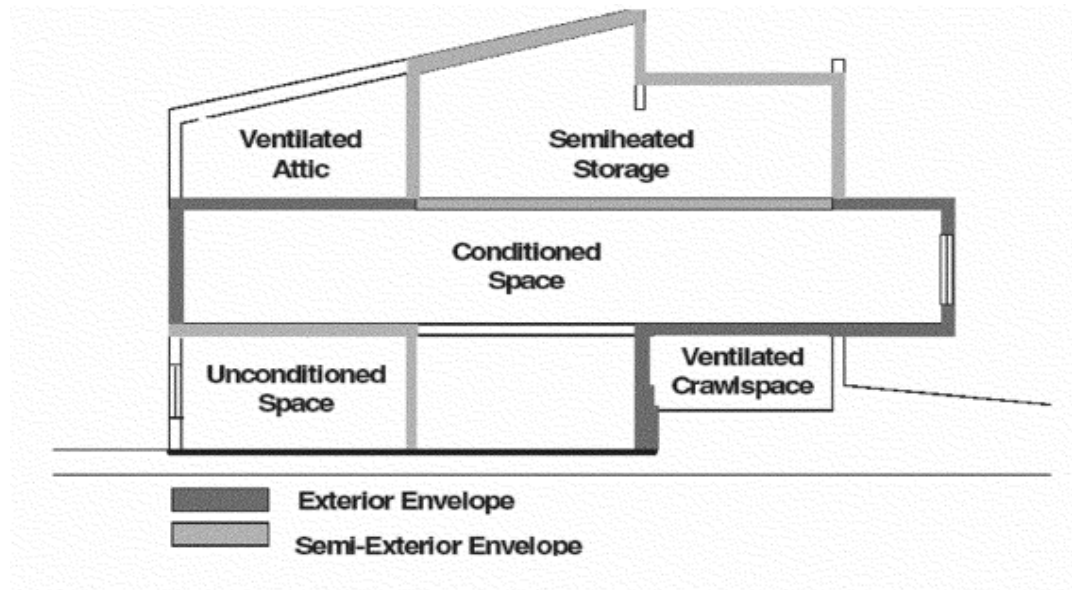 Ventilated
Attic
Semiheated
Storage
Conditioned
Space
Unconditioned
Space
Ventilated
Crawlspace
Exterior Envelope
Semi-Exterior Envelope